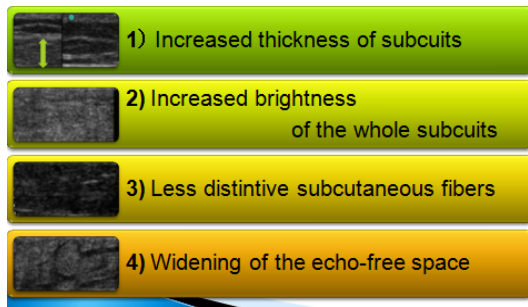 1) Increased thickness of subcuits
2) Increased brightness
of the whole subcuits
3) Less distintive subcutaneous fibers
4) Widening of the echo-free space